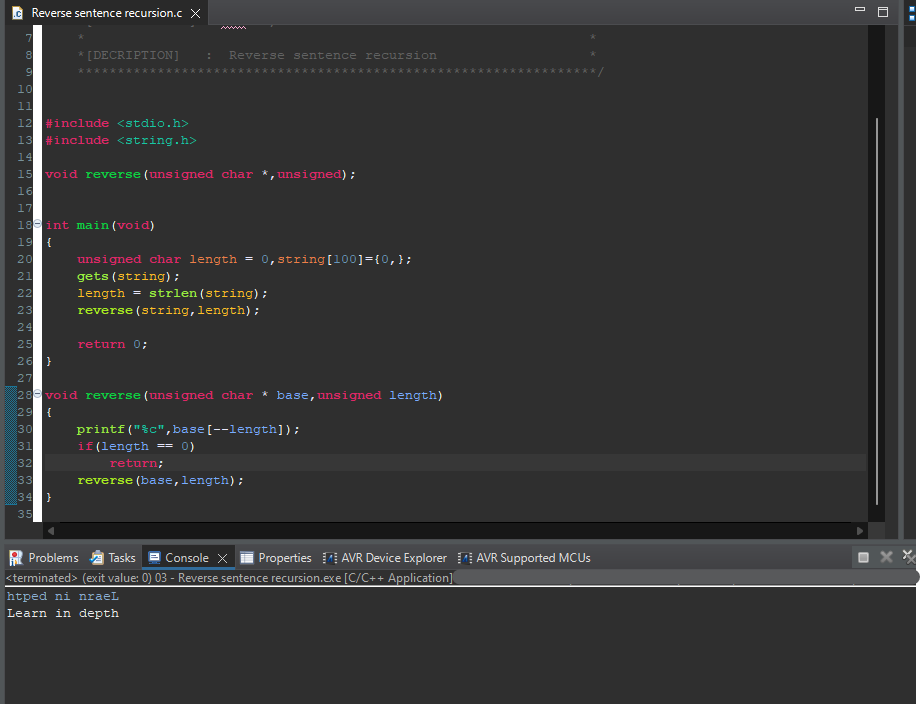 Reverse sentence recursion.c
7 * *
8 *[DECRIPTION] : Reverse sentence recursion *
9 *****************************************************************/
10
11
12 #include <stdio.h>
13 #include <string.h>
14
15 void reverse(unsigned char *,unsigned);
16
17
18 int main(void)
19 {
20 unsigned char length = 0,string[100]={0,};
21 gets(string);
22 length = strlen(string);
23 reverse(string,length);
24
25 return 0;
26 }
27
28 void reverse(unsigned char * base,unsigned length)
29 {
30 printf("%c",base[--length]);
31 if(length == 0)
32 return;
33 reverse(base,length);
34 }
35
Problems Tasks Console Properties AVR Device Explorer AVR Supported MCUs
<terminated> (exit value: 0) 03 - Reverse sentence recursion.exe [C/C++ Application]
htped ni nraeL
Learn in depth